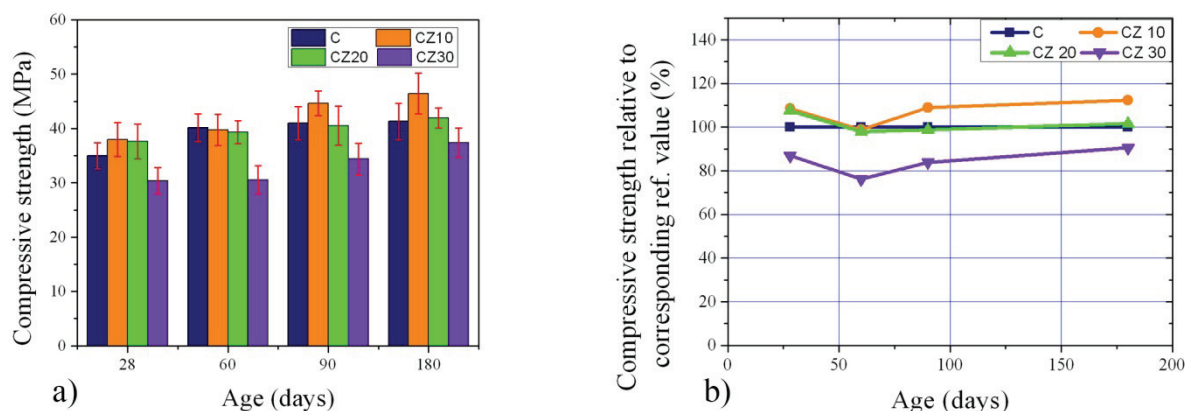 60
50
40
30
20
10
0
Compressive strength (MPa)
C CZ10
CZ20 CZ30
28 60 90 180
Age (days)
a)
140
120
100
80
60
40
20
0
Compressive strength relative to
corresponding ref. value (%)
C CZ 10
CZ 20 CZ 30
0 50 100 150 200
Age (days)
b)